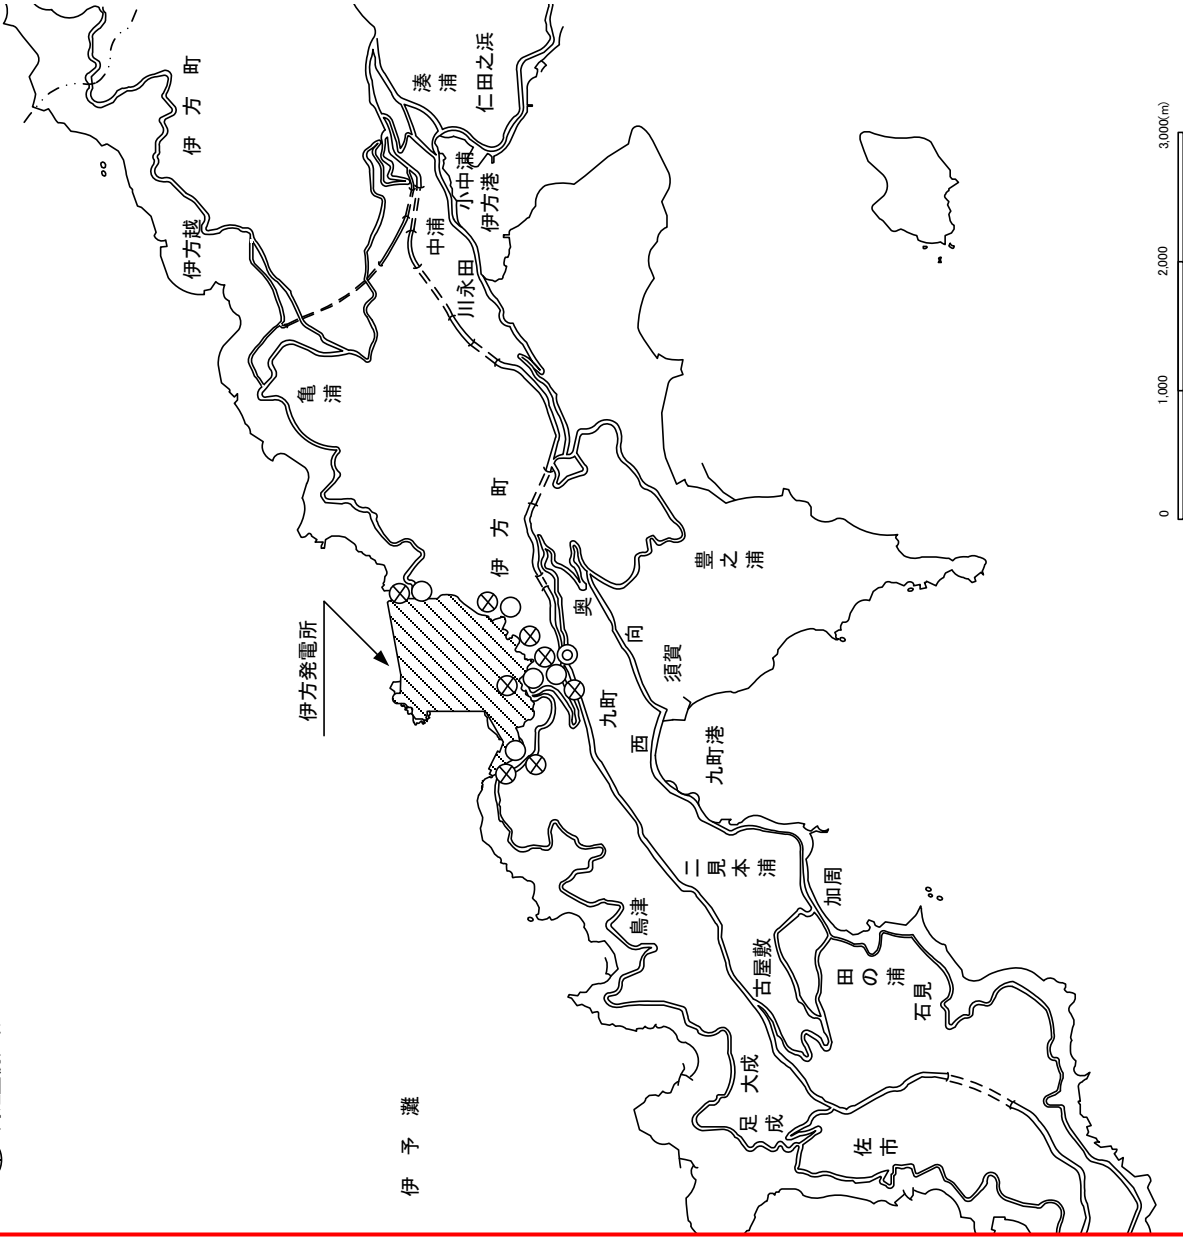 伊方町
伊方越
湊浦
仁田之浜
小中浦
伊方港
中浦
川永田
亀浦
伊方町
伊方発電所
豊之浦
奥
向
須賀
九町
西
九町港
二見本浦
加周
鳥津
古屋敷
田の浦
石見
大成
足成
佐市
伊予灘
0 1,000 2,000 3,000(m)